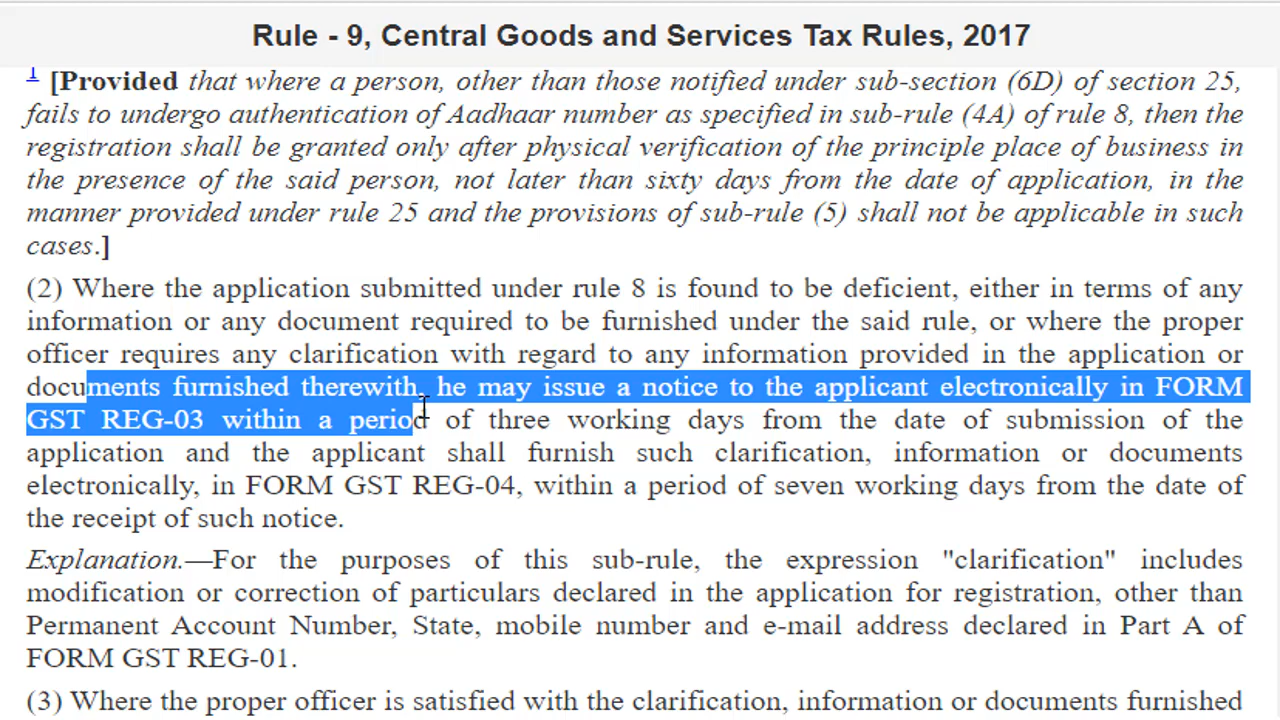 Rule - 9, Central Goods and Services Tax Rules, 2017
1 [Provided that where a person, other than those notified under sub-section (6D) of section 25,
fails to undergo authentication of Aadhaar number as specified in sub-rule (4A) of rule 8, then the
registration shall be granted only after physical verification of the principle place of business in
the presence of the said person, not later than sixty days from the date of application, in the
manner provided under rule 25 and the provisions of sub-rule (5) shall not be applicable in such
cases.]
(2) Where the application submitted under rule 8 is found to be deficient, either in terms of any
information or any document required to be furnished under the said rule, or where the proper
officer requires any clarification with regard to any information provided in the application or
documents furnished therewith, he may issue a notice to the applicant electronically in FORM
GST REG-03 within a period of three working days from the date of submission of the
application and the applicant shall furnish such clarification, information or documents
electronically, in FORM GST REG-04, within a period of seven working days from the date of
the receipt of such notice.
Explanation.—For the purposes of this sub-rule, the expression "clarification" includes
modification or correction of particulars declared in the application for registration, other than
Permanent Account Number, State, mobile number and e-mail address declared in Part A of
FORM GST REG-01.
(3) Where the proper officer is satisfied with the clarification, information or documents furnished